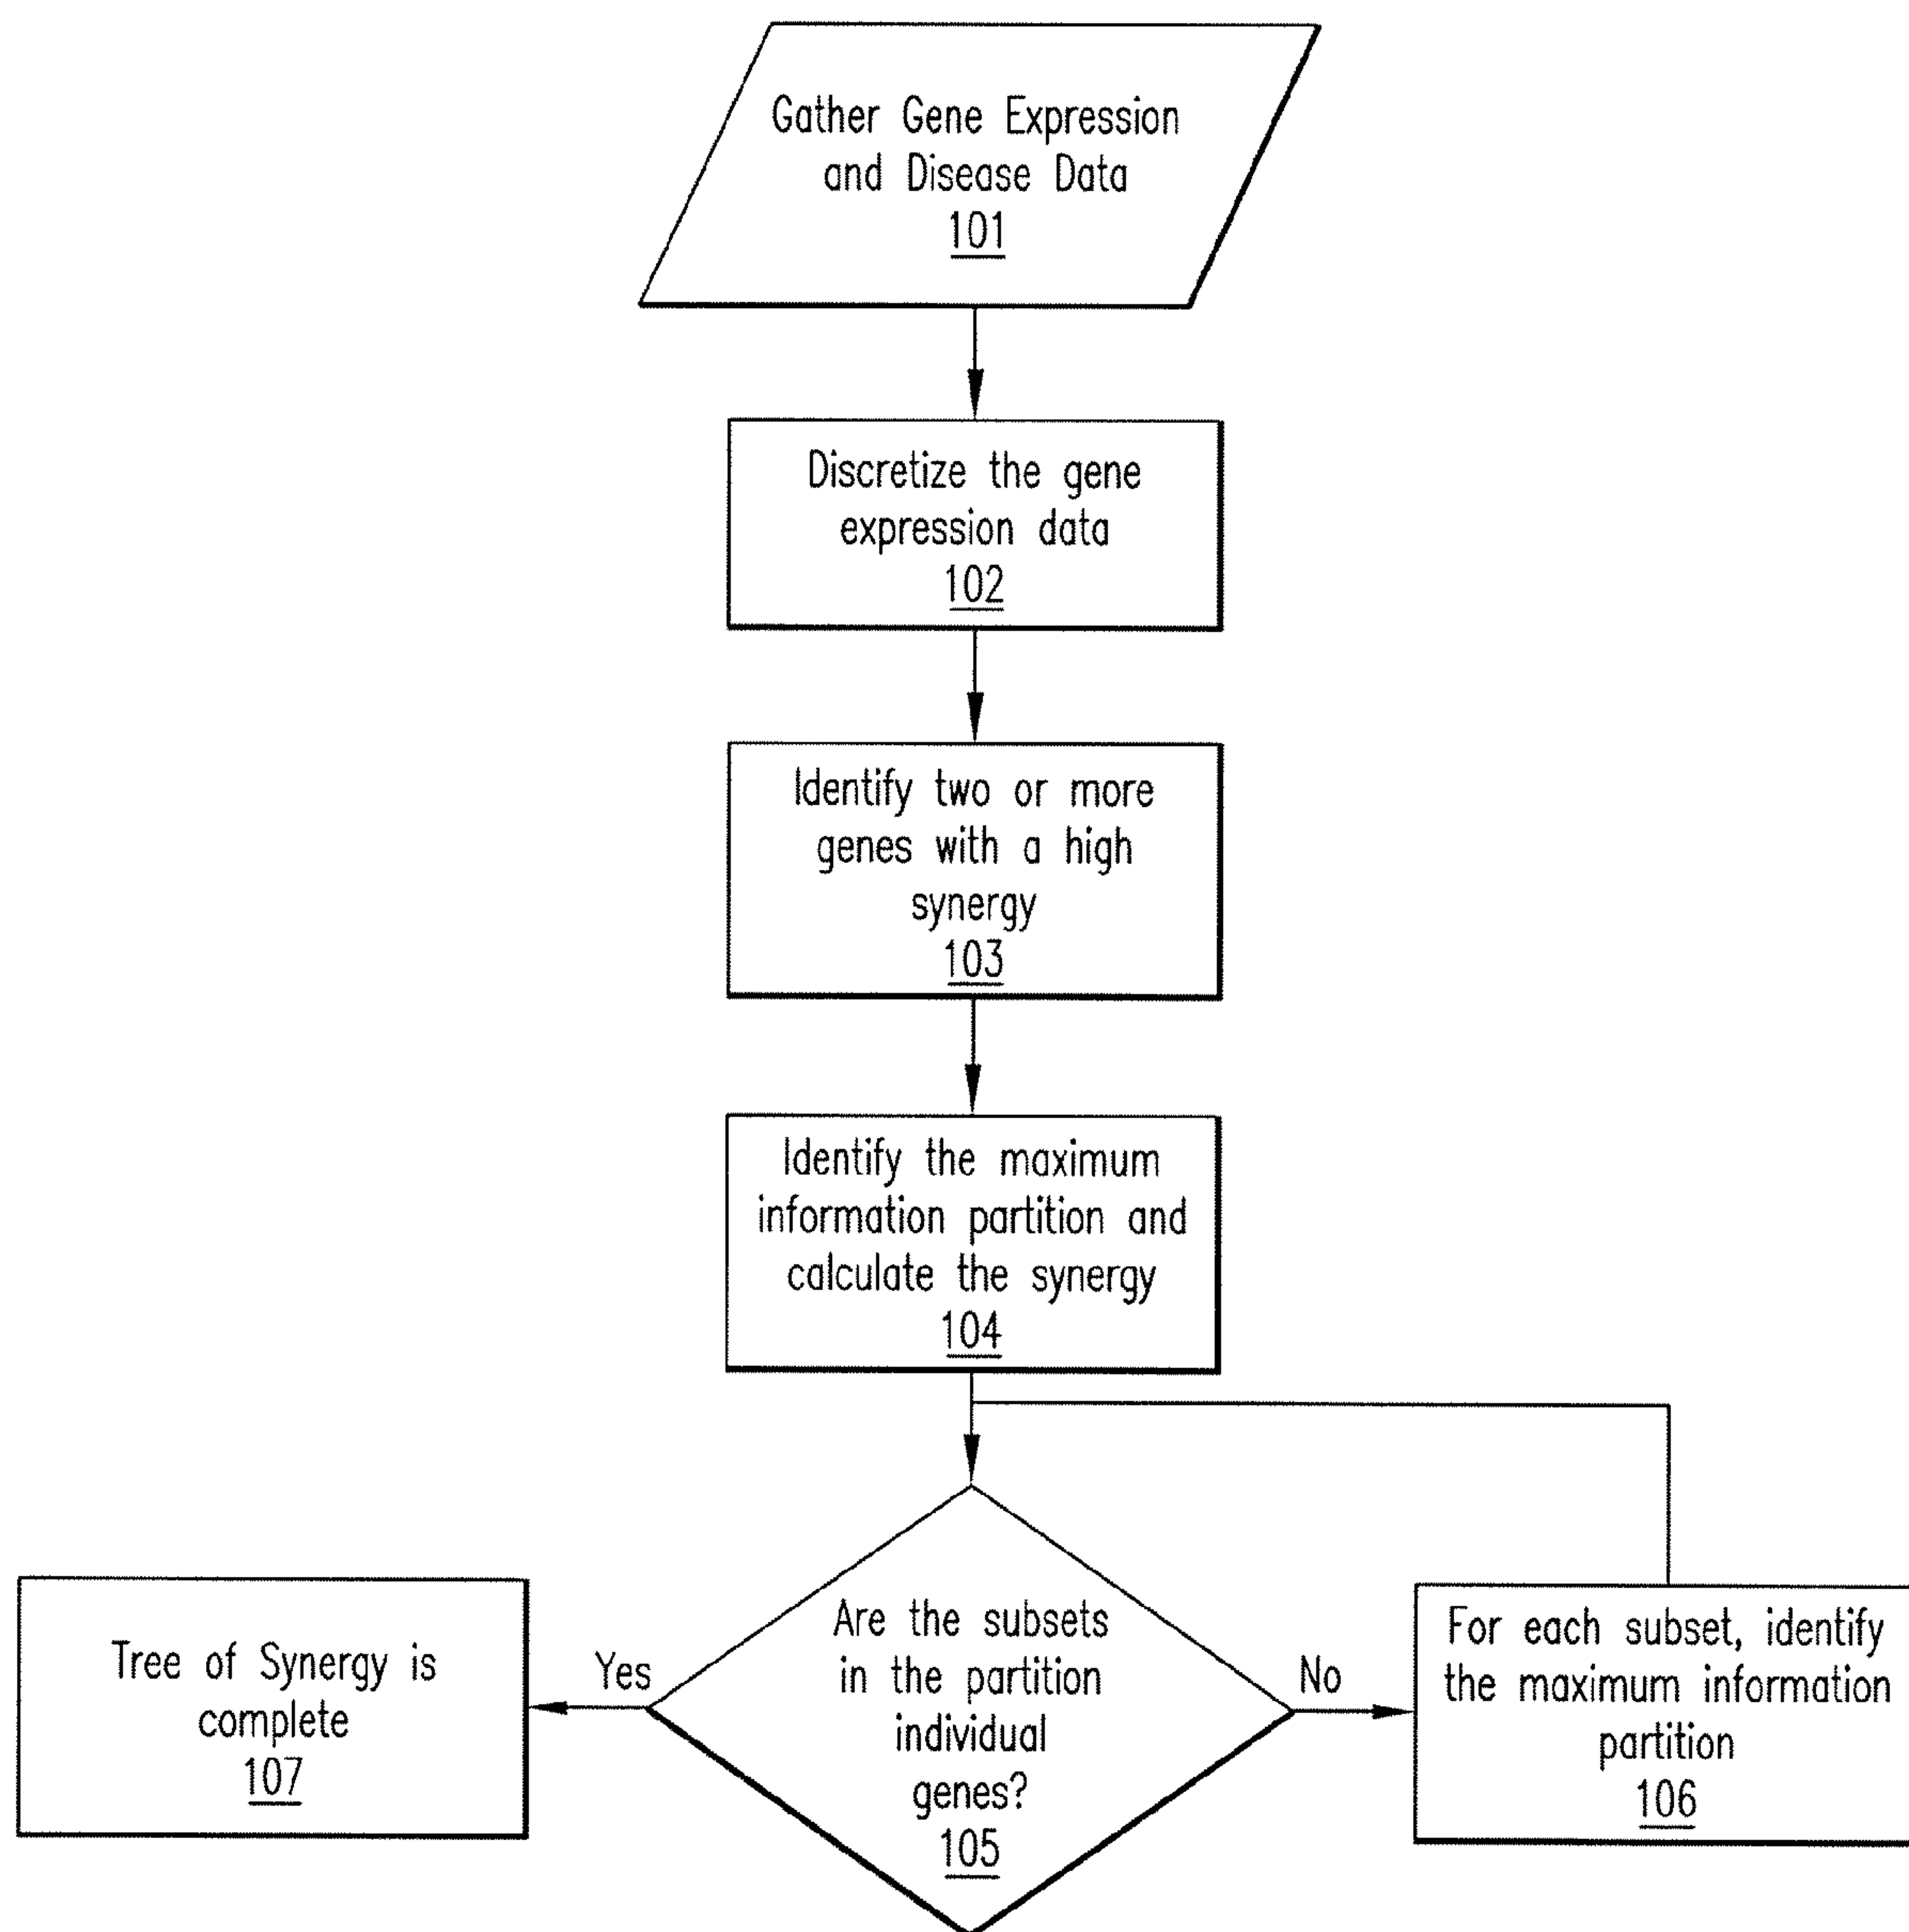 Gather Gene Expression
and Disease Data
101
Discretize the gene
expression data
102
Identify two or more
genes with a high
synergy
103
Identify the maximum
information partition and
calculate the synergy
104
Are the subsets
in the partition
individual
genes?
105
Yes
No
Tree of Synergy is
complete
107
For each subset, identify
the maximum information
partition
106